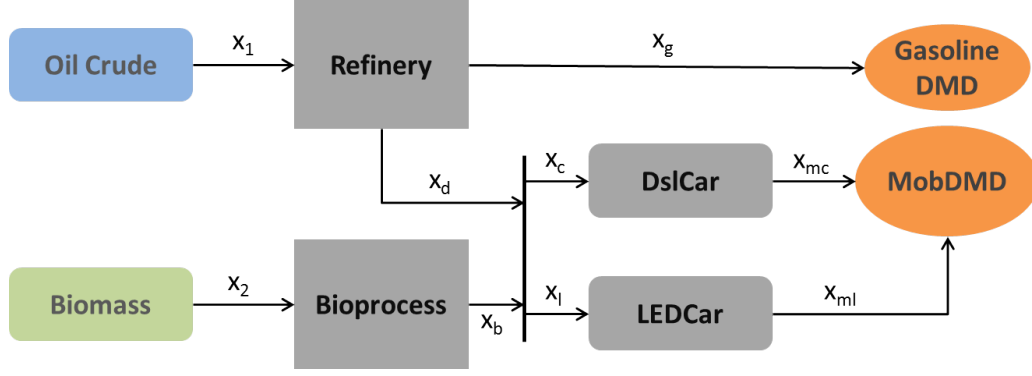 Oil Crude
x1
Refinery
xg
Gasoline
DMD
xd
xc
DslCar
xmc
MobDMD
Biomass
x2
Bioprocess
xb
xl
LEDCar
xml